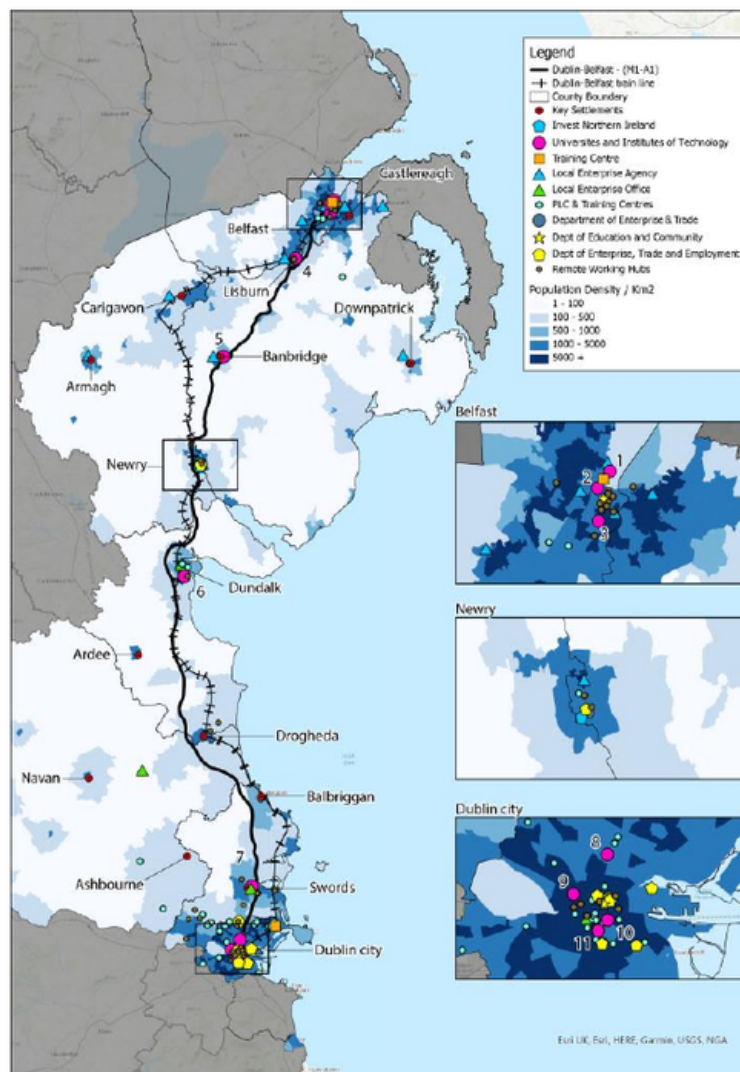 Legend
Dublin-Belfast - (M1-A1)
Dublin-Belfast train line
County Boundary
Key Settlements
Invest Northern Ireland
Universites and Institutes of Technology
Training Centre
Local Enterprise Agency
Local Enterprise Office
PLC & Training Centres
Department of Enterprise & Trade
Dept of Education and Community
Dept of Enterprise, Trade and Employment
Remote Working Hubs
Population Density / Km2
1 - 100
100 - 500
500 - 1000
1000 - 5000
5000 +
Castlereagh
Belfast
4
Lisburn
Carigavon
Downpatrick
5
Banbridge
Armagh
Newry
6
Dundalk
Ardee
Drogheda
Navan
Balbriggan
Ashbourne
7
Swords
Dublin city
Belfast
1
2
3
Newry
Dublin city
8
9
10
11
Esri UK, Esri, HERE, Garmin, USGS, NGA